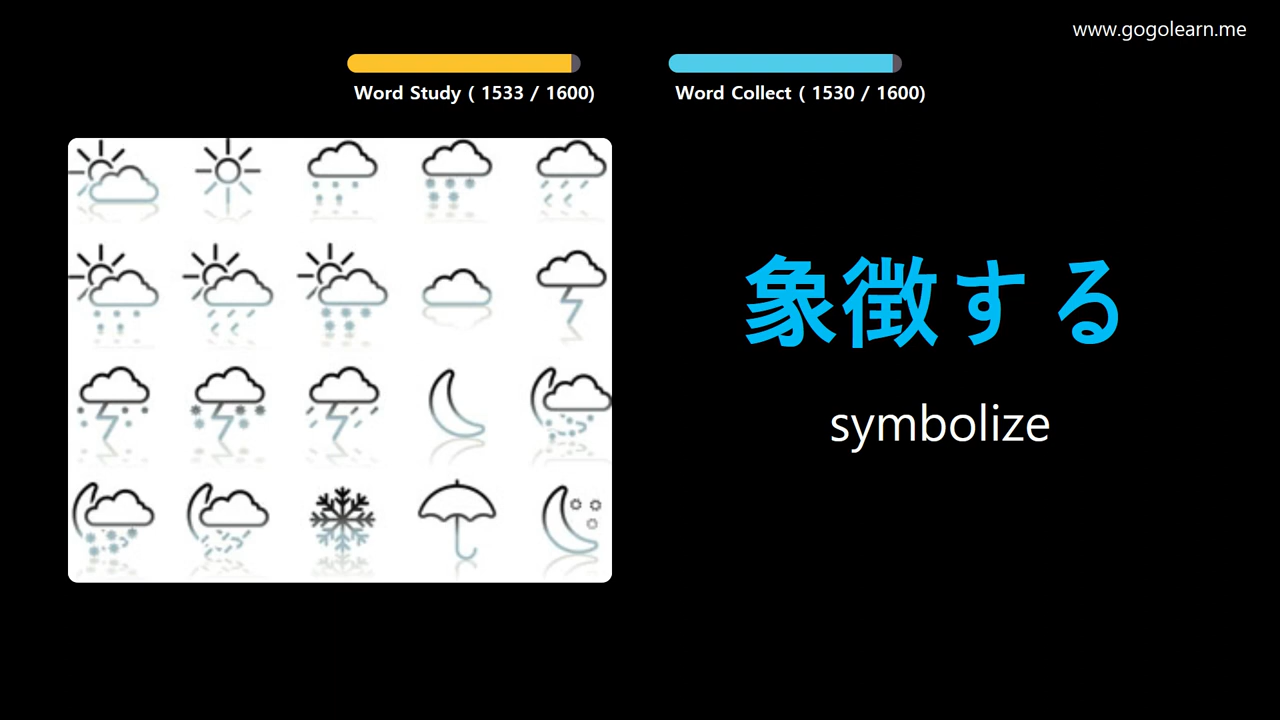 www.gogolearn.me
Word Study ( 1533 / 1600)
Word Collect ( 1530 / 1600)
象徴する
symbolize